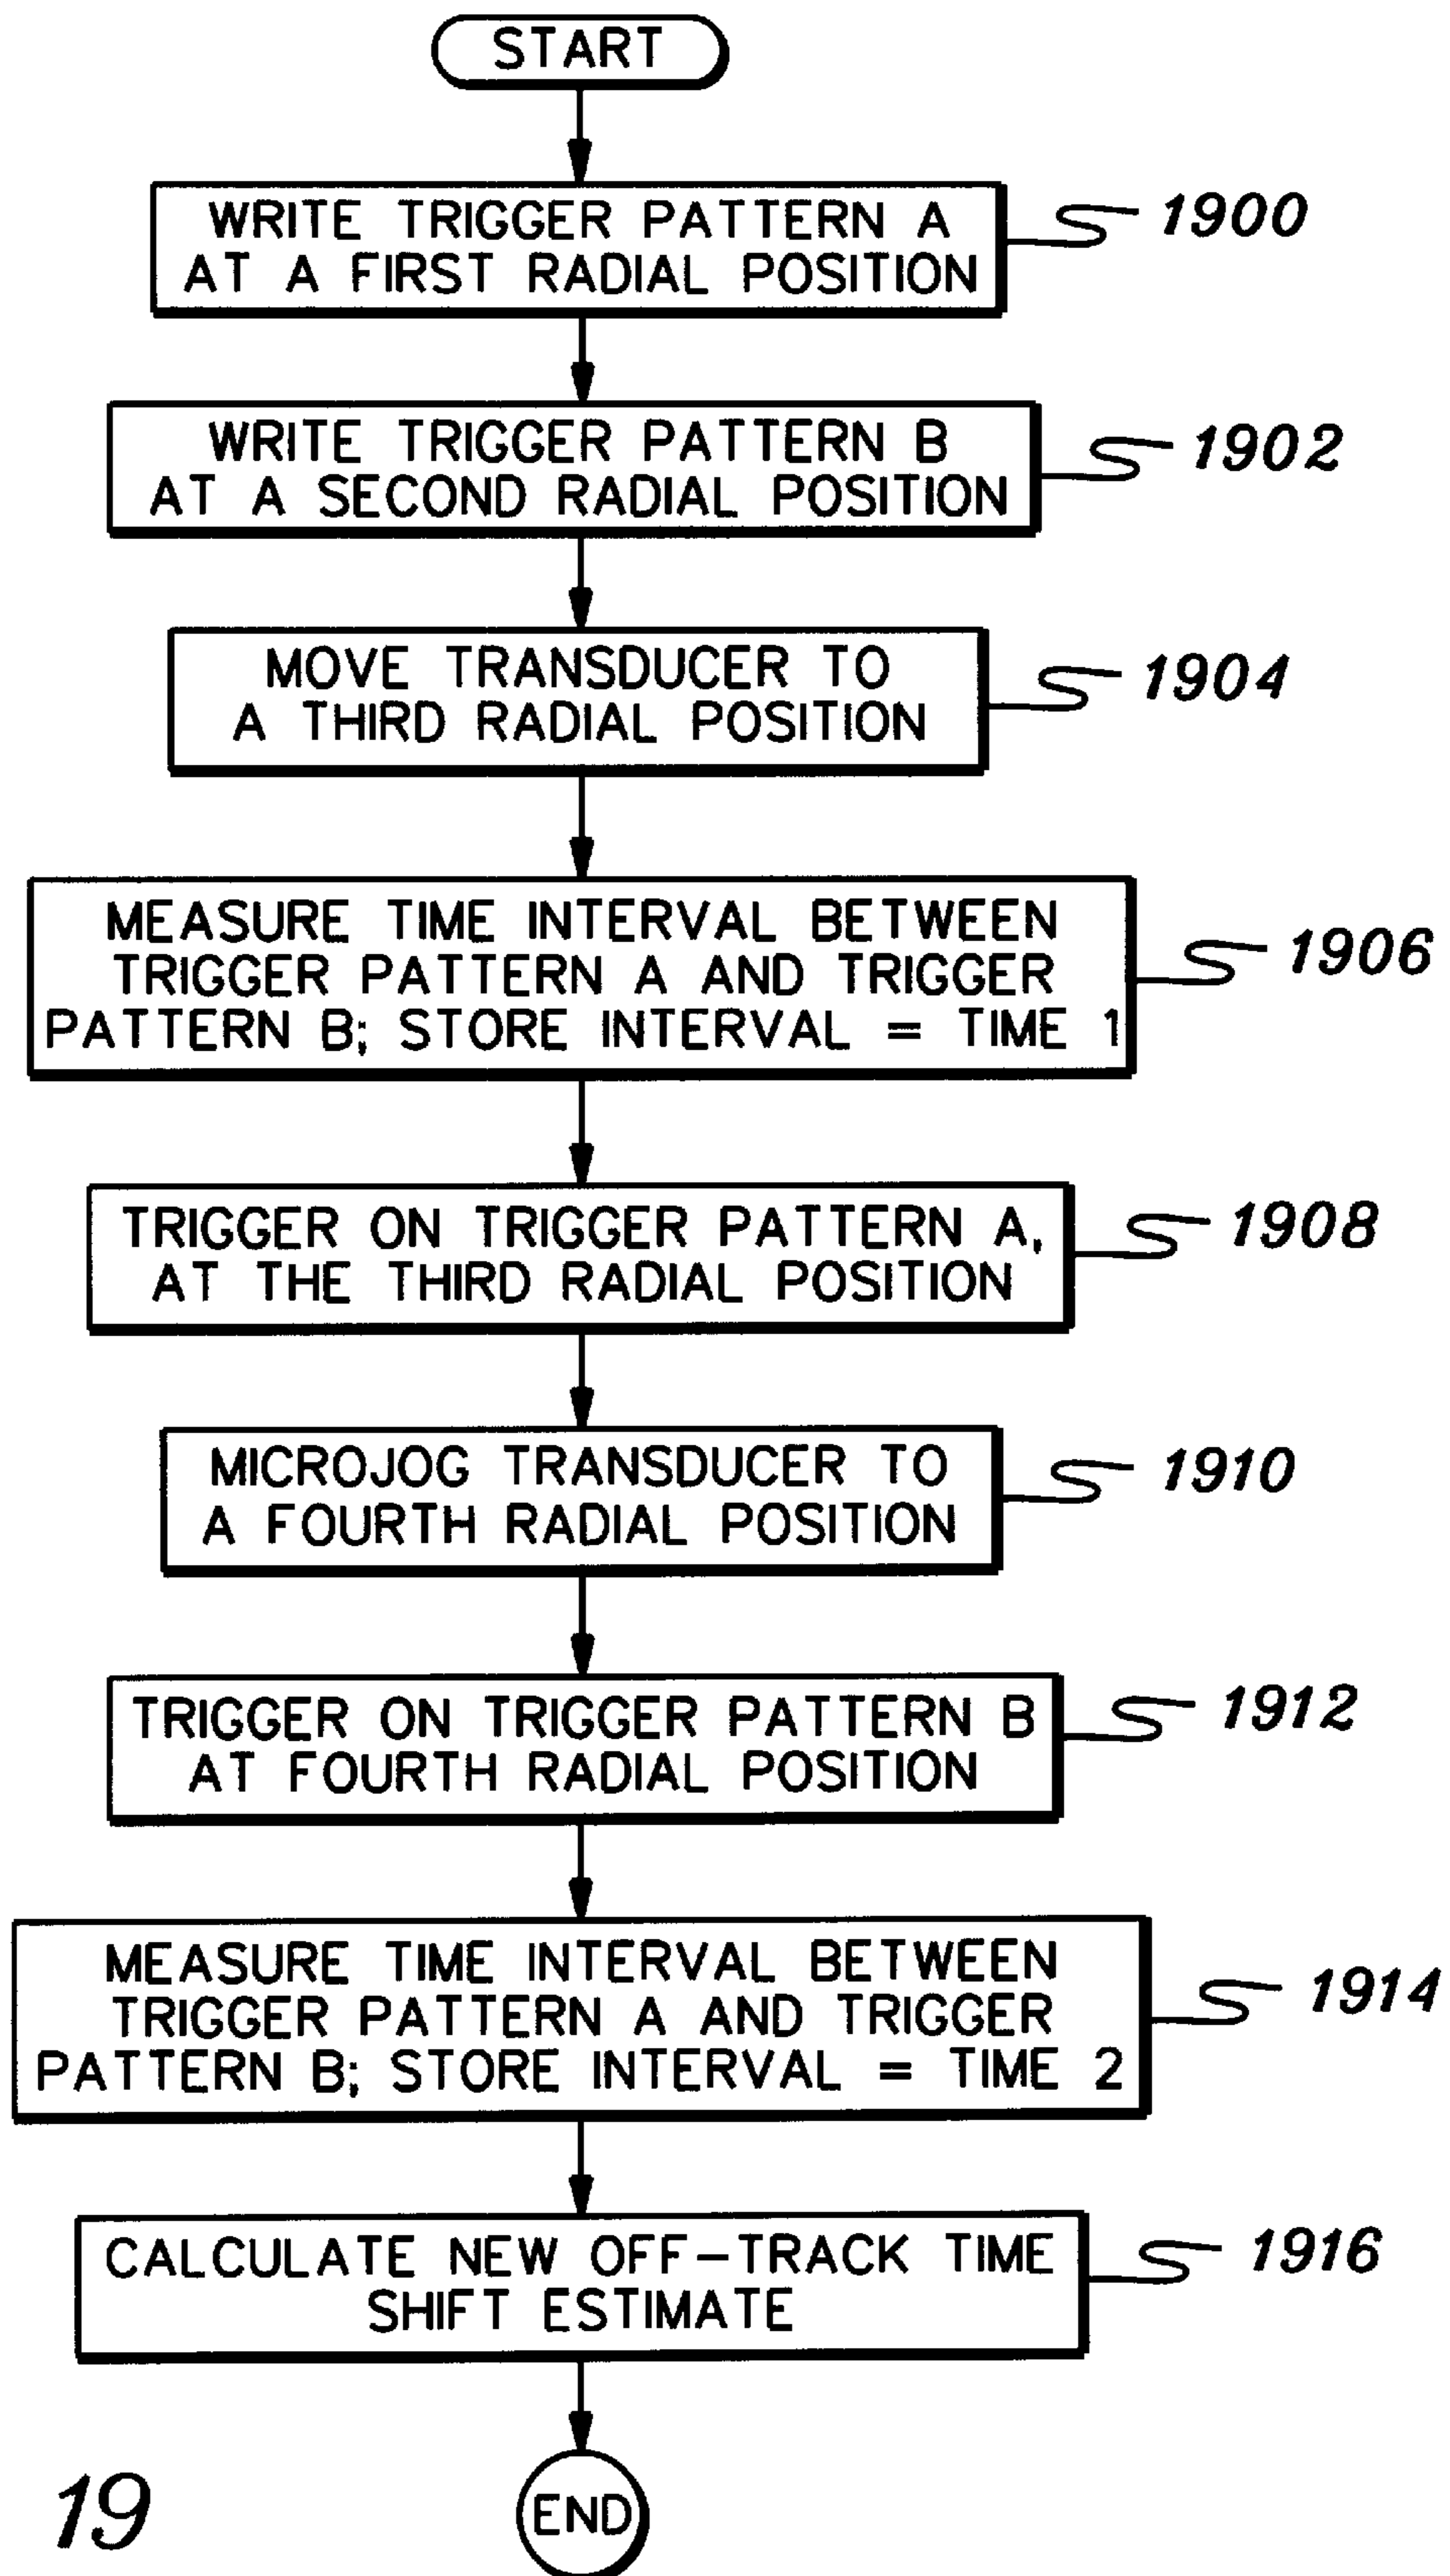 START
WRITE TRIGGER PATTERN A
AT A FIRST RADIAL POSITION
1900
WRITE TRIGGER PATTERN B
AT A SECOND RADIAL POSITION
1902
MOVE TRANSDUCER TO
A THIRD RADIAL POSITION
1904
MEASURE TIME INTERVAL BETWEEN
TRIGGER PATTERN A AND TRIGGER
PATTERN B; STORE INTERVAL = TIME 1
1906
TRIGGER ON TRIGGER PATTERN A,
AT THE THIRD RADIAL POSITION
1908
MICROJOG TRANSDUCER TO
A FOURTH RADIAL POSITION
1910
TRIGGER ON TRIGGER PATTERN B
AT FOURTH RADIAL POSITION
1912
MEASURE TIME INTERVAL BETWEEN
TRIGGER PATTERN A AND TRIGGER
PATTERN B; STORE INTERVAL = TIME 2
1914
CALCULATE NEW OFF-TRACK TIME
SHIFT ESTIMATE
1916
END
19